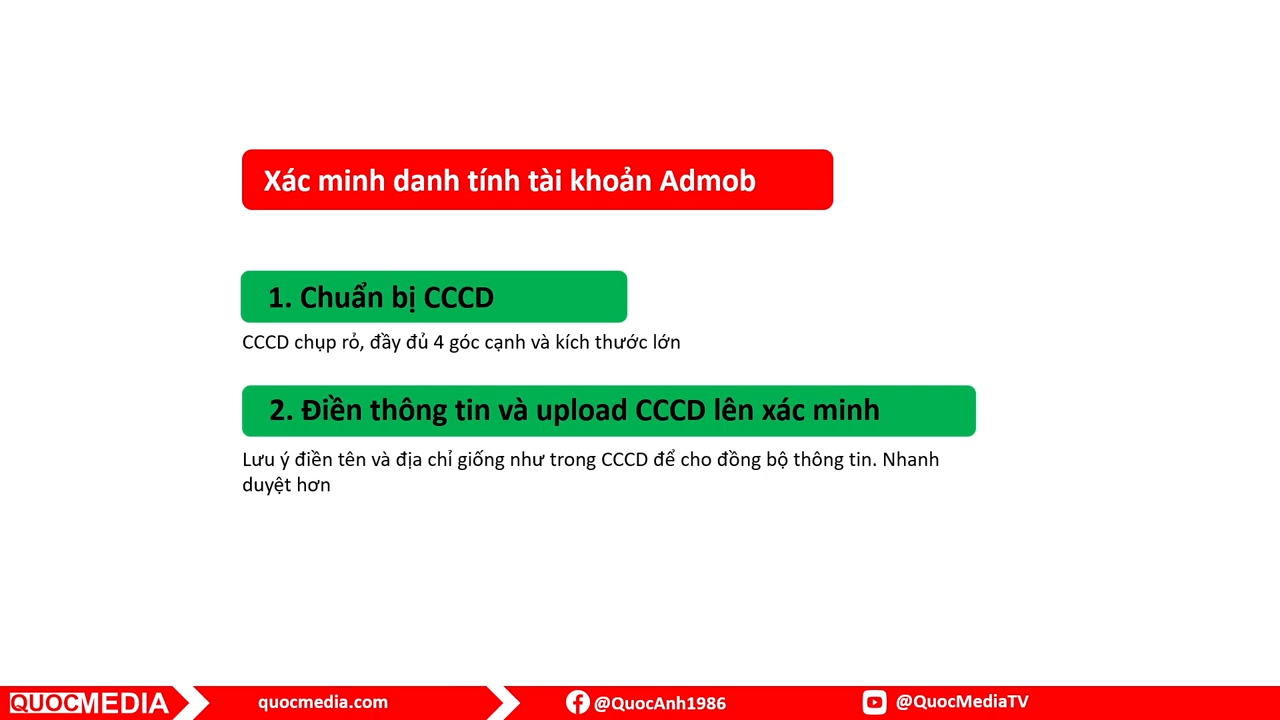 Xác minh danh tính tài khoản Admob
1. Chuẩn bị CCCD
CCCD chụp rỏ, đầy đủ 4 góc cạnh và kích thước lớn
2. Điền thông tin và upload CCCD lên xác minh
Lưu ý điền tên và địa chỉ giống như trong CCCD để cho đồng bộ thông tin. Nhanh
duyệt hơn
QUOCMEDIA
quocmedia.com
@QuocAnh1986
@QuocMediaTV